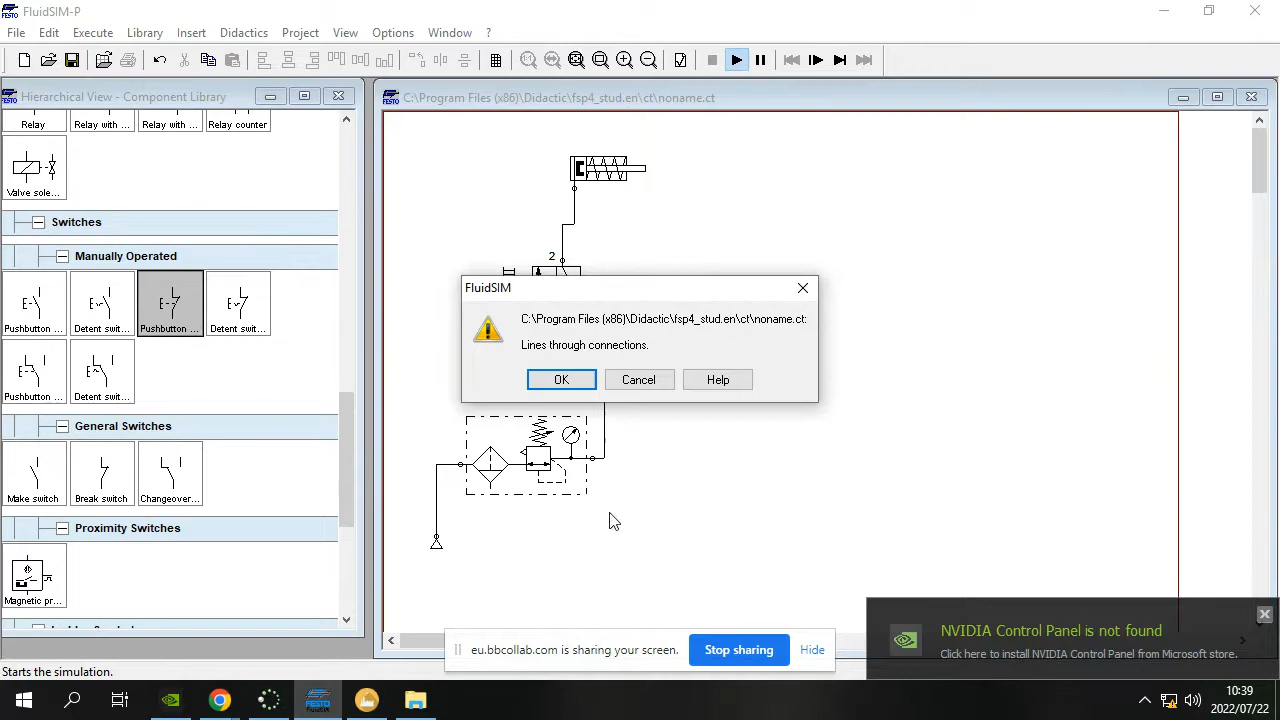 FluidSIM-P
File Edit Execute Library Insert Didactics Project View Options Window ?
FESTO Hierarchical View - Component Library
FESTO C:\Program Files (x86)\Didactic\fsp4_stud.en\ct\noname.ct
Relay Relay with ... Relay with ... Relay counter
Valve sole...
Switches
Manually Operated
Pushbutton ... Detent swit... Pushbutton ... Detent swit...
Pushbutton ... Detent swit...
General Switches
Make switch Break switch Changeover...
Proximity Switches
Magnetic pr...
2
FluidSIM
C:\Program Files (x86)\Didactic\fsp4_stud.en\ct\noname.ct:
Lines through connections.
OK Cancel Help
NVIDIA Control Panel is not found
Click here to install NVIDIA Control Panel from Microsoft store.
eu.bbcollab.com is sharing your screen. Stop sharing Hide
Starts the simulation.
FESTO
10:39
2022/07/22